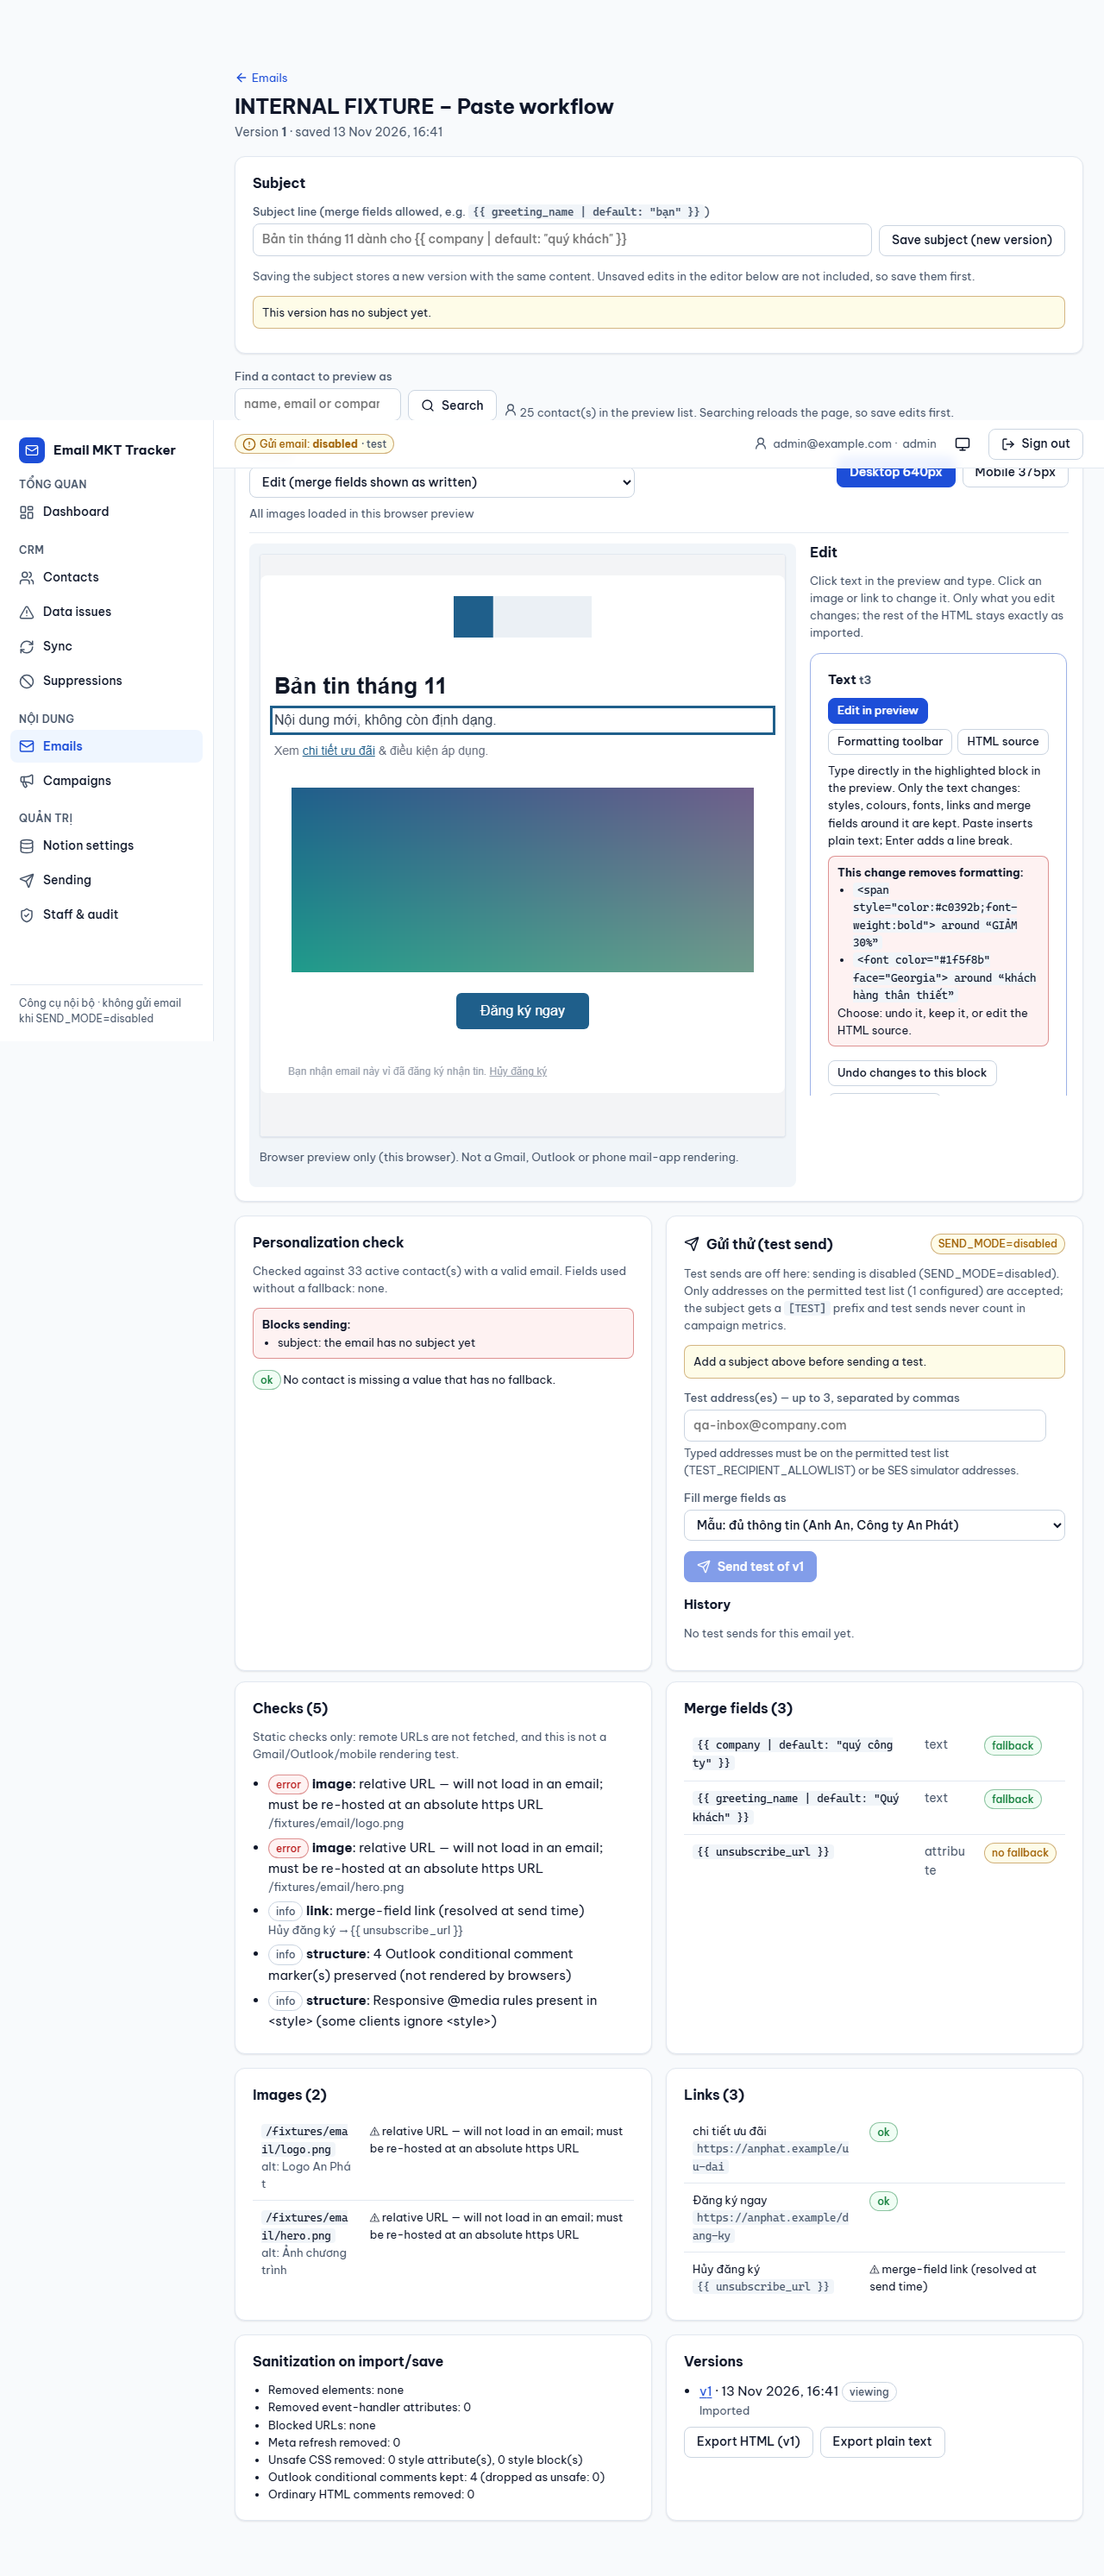 Emails
INTERNAL FIXTURE – Paste workflow
Version 1 · saved 13 Nov 2026, 16:41
Subject
Subject line (merge fields allowed, e.g. {{ greeting_name | default: "bạn" }} )
Bản tin tháng 11 dành cho {{ company | default: "quý khách" }}
Save subject (new version)
Saving the subject stores a new version with the same content. Unsaved edits in the editor below are not included, so save them first.
This version has no subject yet.
Find a contact to preview as
name, email or compar
Search
25 contact(s) in the preview list. Searching reloads the page, so save edits first.
Email MKT Tracker
Gửi email: disabled · test
admin@example.com · admin
Sign out
TỔNG QUAN
Dashboard
CRM
Contacts
Data issues
Sync
Suppressions
NỘI DUNG
Emails
Campaigns
QUẢN TRỊ
Notion settings
Sending
Staff & audit
Công cụ nội bộ · không gửi email
khi SEND_MODE=disabled
Edit (merge fields shown as written)
Desktop 640px
Mobile 375px
All images loaded in this browser preview
Bản tin tháng 11
Nội dung mới, không còn định dạng.
Xem chi tiết ưu đãi & điều kiện áp dụng.
Đăng ký ngay
Bạn nhận email này vì đã đăng ký nhận tin. Hủy đăng ký
Browser preview only (this browser). Not a Gmail, Outlook or phone mail-app rendering.
Edit
Click text in the preview and type. Click an
image or link to change it. Only what you edit
changes; the rest of the HTML stays exactly as
imported.
Text t3
Edit in preview
Formatting toolbar
HTML source
Type directly in the highlighted block in
the preview. Only the text changes:
styles, colours, fonts, links and merge
fields around it are kept. Paste inserts
plain text; Enter adds a line break.
This change removes formatting:
• <span
style="color:#c0392b;font-
weight:bold"> around “GIẢM
30%”
• <font color="#1f5f8b"
face="Georgia"> around “khách
hàng thân thiết”
Choose: undo it, keep it, or edit the
HTML source.
Undo changes to this block
Personalization check
Checked against 33 active contact(s) with a valid email. Fields used
without a fallback: none.
Blocks sending:
• subject: the email has no subject yet
ok No contact is missing a value that has no fallback.
Gửi thử (test send)
SEND_MODE=disabled
Test sends are off here: sending is disabled (SEND_MODE=disabled).
Only addresses on the permitted test list (1 configured) are accepted;
the subject gets a [TEST] prefix and test sends never count in
campaign metrics.
Add a subject above before sending a test.
Test address(es) — up to 3, separated by commas
qa-inbox@company.com
Typed addresses must be on the permitted test list
(TEST_RECIPIENT_ALLOWLIST) or be SES simulator addresses.
Fill merge fields as
Mẫu: đủ thông tin (Anh An, Công ty An Phát)
Send test of v1
History
No test sends for this email yet.
Checks (5)
Static checks only: remote URLs are not fetched, and this is not a
Gmail/Outlook/mobile rendering test.
• error image: relative URL — will not load in an email;
must be re-hosted at an absolute https URL
/fixtures/email/logo.png
• error image: relative URL — will not load in an email;
must be re-hosted at an absolute https URL
/fixtures/email/hero.png
• info link: merge-field link (resolved at send time)
Hủy đăng ký → {{ unsubscribe_url }}
• info structure: 4 Outlook conditional comment
marker(s) preserved (not rendered by browsers)
• info structure: Responsive @media rules present in
<style> (some clients ignore <style>)
Merge fields (3)
{{ company | default: "quý công
ty" }}
text
fallback
{{ greeting_name | default: "Quý
khách" }}
text
fallback
{{ unsubscribe_url }}
attribu
te
no fallback
Images (2)
/fixtures/ema
il/logo.png
alt: Logo An Phá
t
⚠ relative URL — will not load in an email; must
be re-hosted at an absolute https URL
/fixtures/ema
il/hero.png
alt: Ảnh chương
trình
⚠ relative URL — will not load in an email; must
be re-hosted at an absolute https URL
Links (3)
chi tiết ưu đãi
https://anphat.example/u
u-dai
ok
Đăng ký ngay
https://anphat.example/d
ang-ky
ok
Hủy đăng ký
{{ unsubscribe_url }}
⚠ merge-field link (resolved at
send time)
Sanitization on import/save
• Removed elements: none
• Removed event-handler attributes: 0
• Blocked URLs: none
• Meta refresh removed: 0
• Unsafe CSS removed: 0 style attribute(s), 0 style block(s)
• Outlook conditional comments kept: 4 (dropped as unsafe: 0)
• Ordinary HTML comments removed: 0
Versions
• v1 · 13 Nov 2026, 16:41 viewing
Imported
Export HTML (v1)
Export plain text